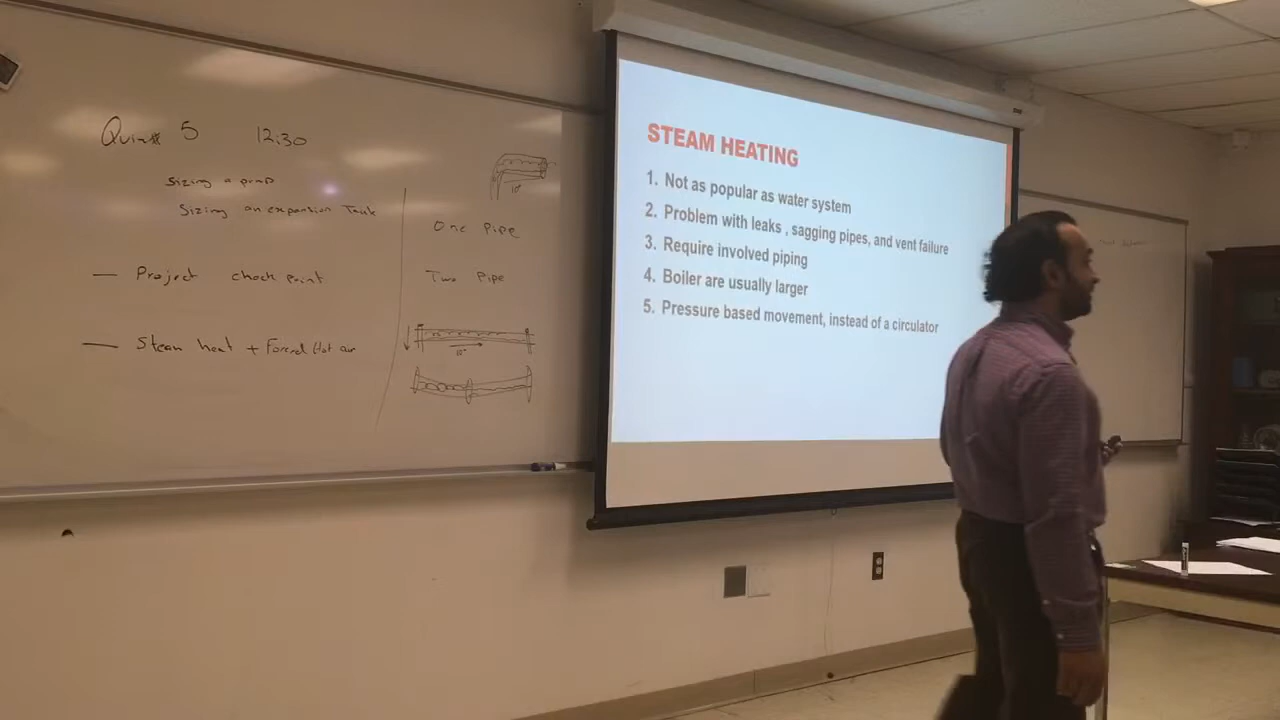 Quiz 5 12:30
Sizing a pump
Sizing an expansion Tank
— Project check point
— Steam heat + Forced Hot air
10'
One Pipe
Two Pipe
10'
STEAM HEATING
1. Not as popular as water system
2. Problem with leaks , sagging pipes, and vent failure
3. Require involved piping
4. Boiler are usually larger
5. Pressure based movement, instead of a circulator